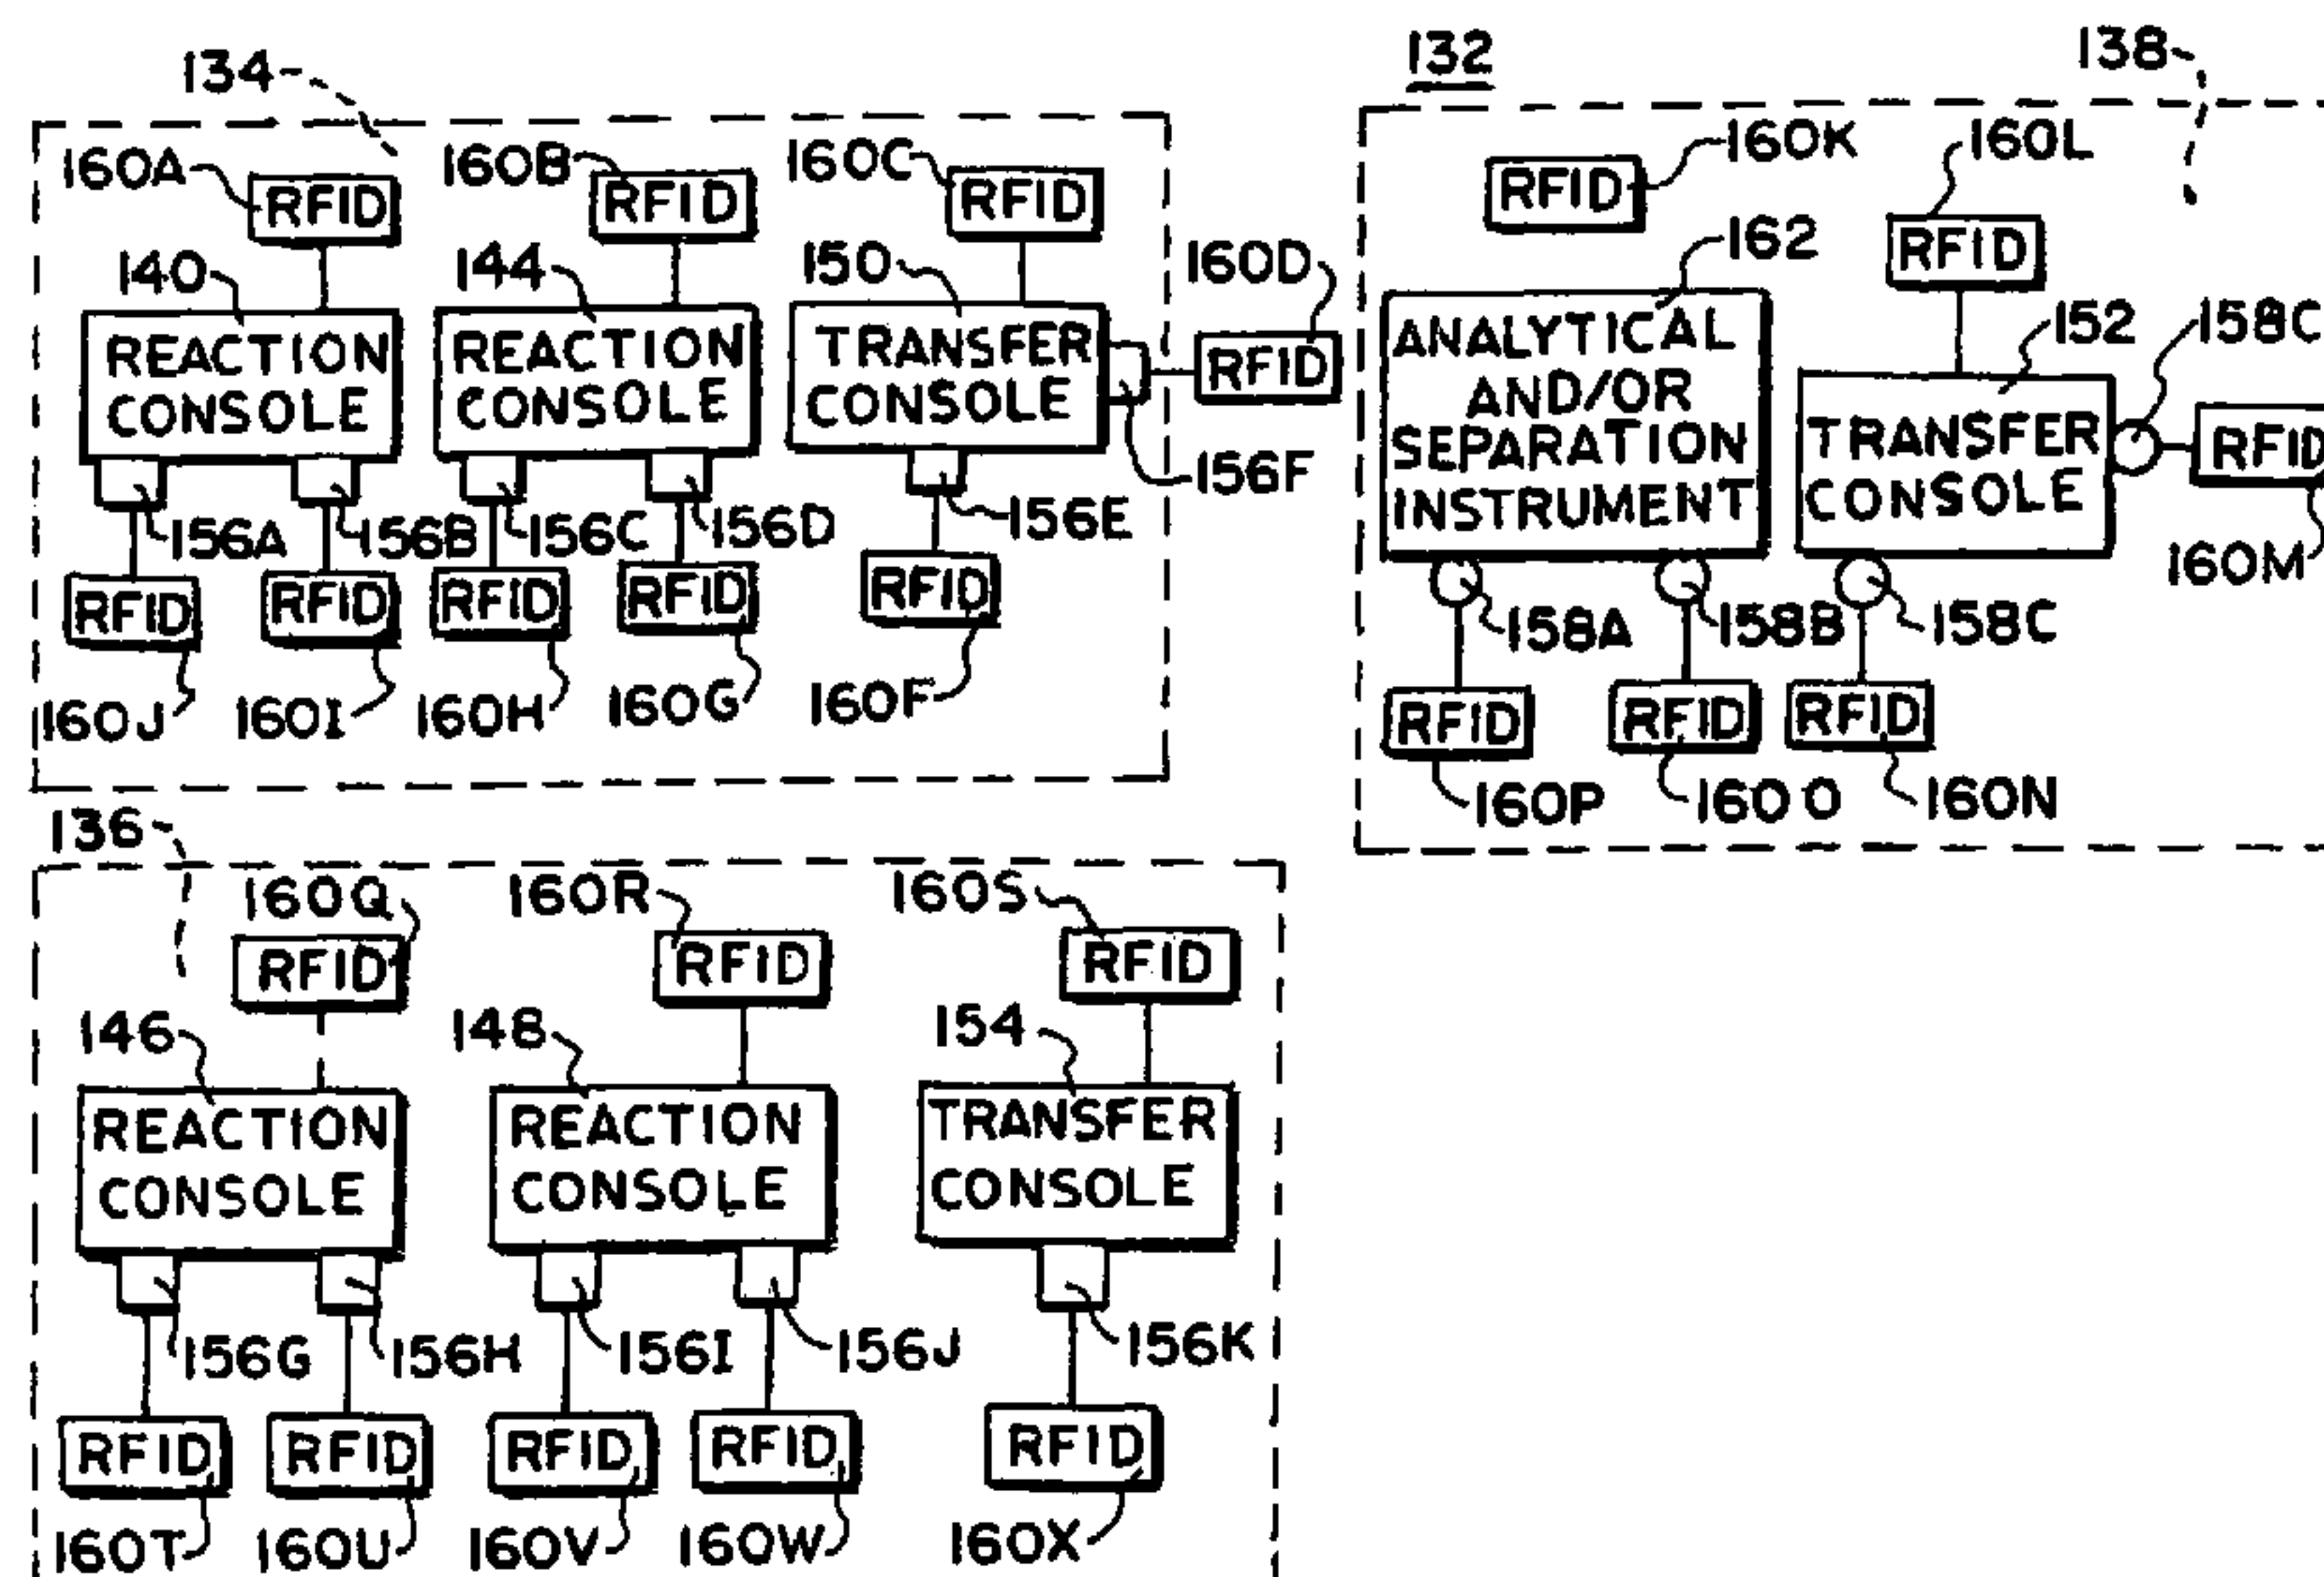 134
132
138
160A
160B
160C
160K
160L
RFID
RFID
RFID
RFID
RFID
140
144
150
160D
162
152
158C
REACTION
CONSOLE
REACTION
CONSOLE
TRANSFER
CONSOLE
RFID
ANALYTICAL
AND/OR
SEPARATION
INSTRUMENT
TRANSFER
CONSOLE
RFID
156F
156A
156B
156C
156D
156E
160M
RFID
RFID
RFID
RFID
RFID
158A
158B
158C
160J
160I
160H
160G
160F
RFID
RFID
RFID
160P
160O
160N
136
160Q
160R
160S
RFID
RFID
RFID
146
148
154
REACTION
CONSOLE
REACTION
CONSOLE
TRANSFER
CONSOLE
156G
156H
156I
156J
156K
RFID
RFID
RFID
RFID
RFID
160T
160U
160V
160W
160X